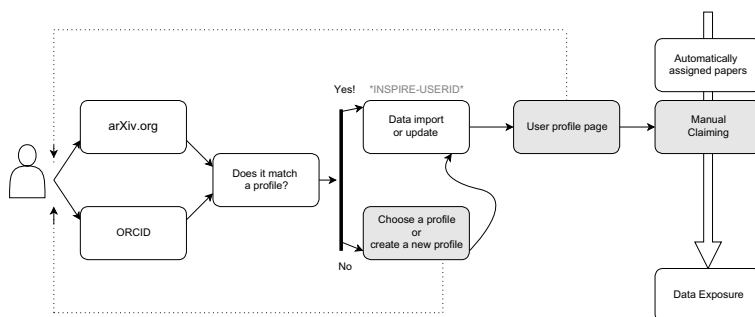 Yes!
*INSPIRE-USERID*
Automatically
assigned papers
arXiv.org
Data import
or update
User profile page
Manual
Claiming
Does it match
a profile?
ORCID
Choose a profile
or
create a new profile
No
Data Exposure